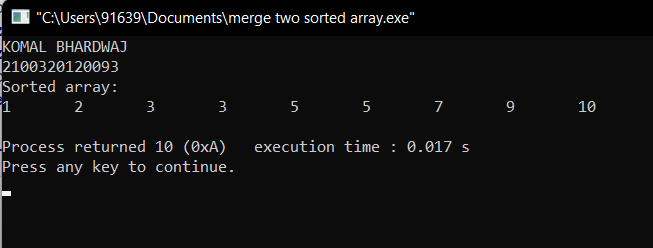 "C:\Users\91639\Documents\merge two sorted array.exe"
KOMAL BHARDWAJ
2100320120093
Sorted array:
1 2 3 3 5 5 7 9 10
Process returned 10 (0xA) execution time : 0.017 s
Press any key to continue.